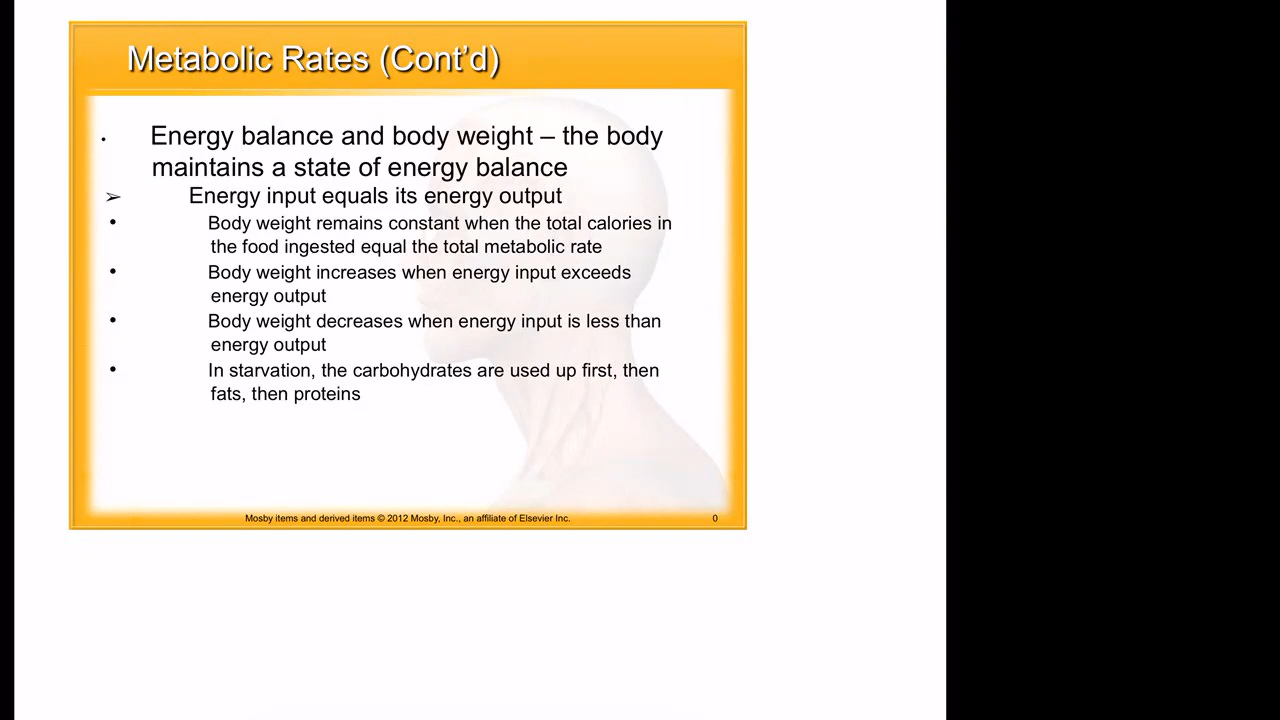 Metabolic Rates (Cont’d)
• Energy balance and body weight – the body
maintains a state of energy balance
➢ Energy input equals its energy output
• Body weight remains constant when the total calories in
the food ingested equal the total metabolic rate
• Body weight increases when energy input exceeds
energy output
• Body weight decreases when energy input is less than
energy output
• In starvation, the carbohydrates are used up first, then
fats, then proteins
Mosby items and derived items © 2012 Mosby, Inc., an affiliate of Elsevier Inc. 0